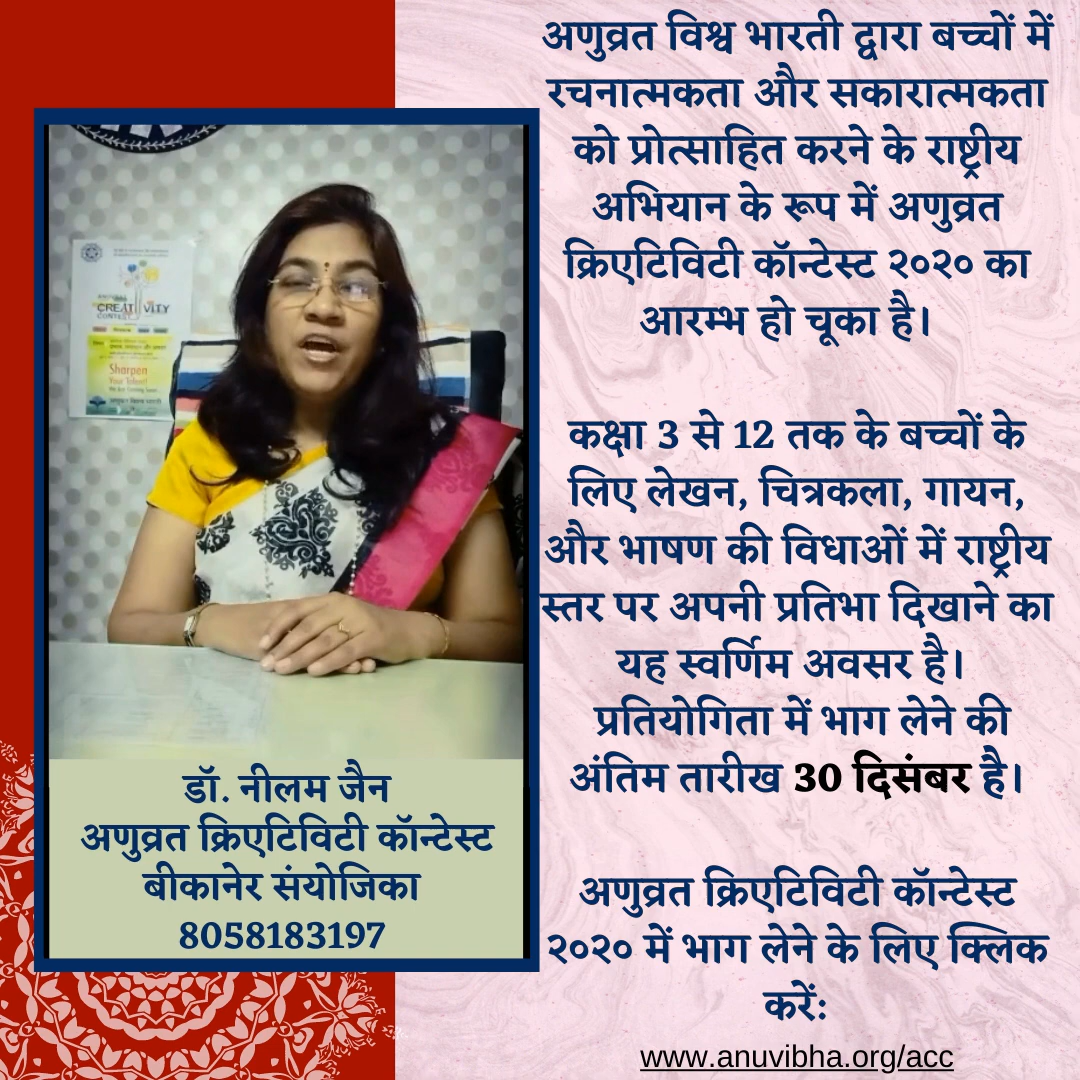 अणुव्रत विश्व भारती द्वारा बच्चों में
रचनात्मकता और सकारात्मकता
को प्रोत्साहित करने के राष्ट्रीय
अभियान के रूप में अणुव्रत
क्रिएटिविटी कॉन्टेस्ट २०२० का
आरम्भ हो चूका है।
कक्षा 3 से 12 तक के बच्चों के
लिए लेखन, चित्रकला, गायन,
और भाषण की विधाओं में राष्ट्रीय
स्तर पर अपनी प्रतिभा दिखाने का
यह स्वर्णिम अवसर है।
प्रतियोगिता में भाग लेने की
अंतिम तारीख 30 दिसंबर है।
अणुव्रत क्रिएटिविटी कॉन्टेस्ट
२०२० में भाग लेने के लिए क्लिक
करें:
www.anuvibha.org/acc
CREATIVITY
CONTEST
Sharpen
Your Talent!
डॉ. नीलम जैन
अणुव्रत क्रिएटिविटी कॉन्टेस्ट
बीकानेर संयोजिका
8058183197